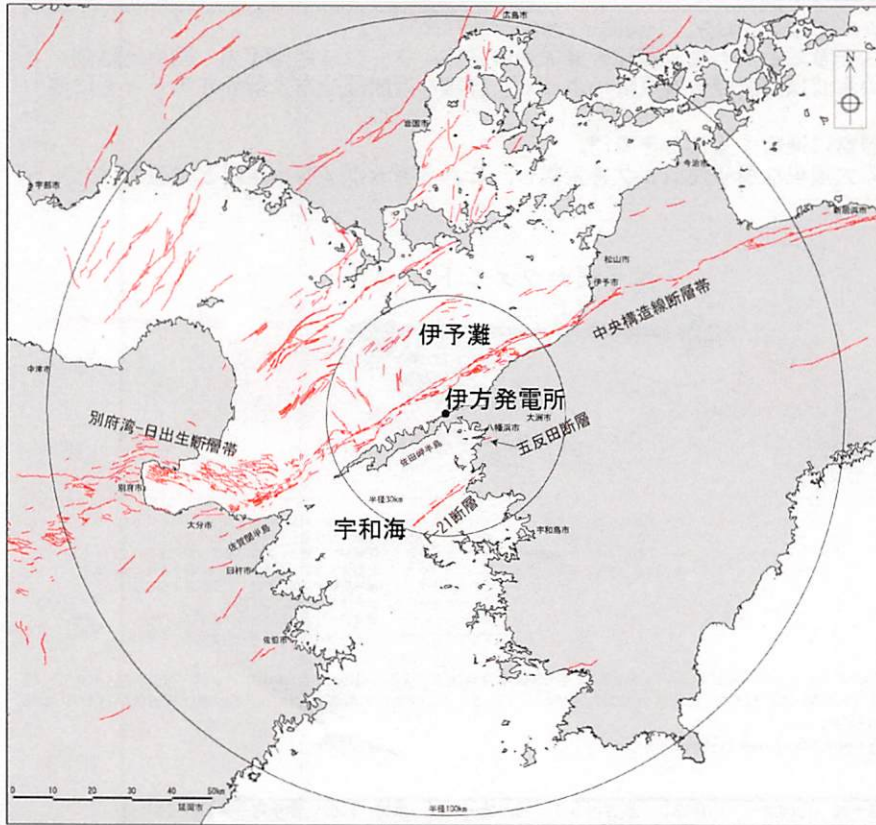 広島市
N
岩国市
今治市
宇部市
新居浜市
松山市
伊予市
中央構造線断層帯
伊予灘
中津市
伊方発電所
大洲市
八幡浜市
別府湾-日出生断層帯
五反田断層
佐田岬半島
別府市
半径30km
F-21断層
大分市
宇和海
宇和島市
佐賀関半島
臼杵市
佐伯市
0 10 20 30 40 50km
延岡市
半径100km